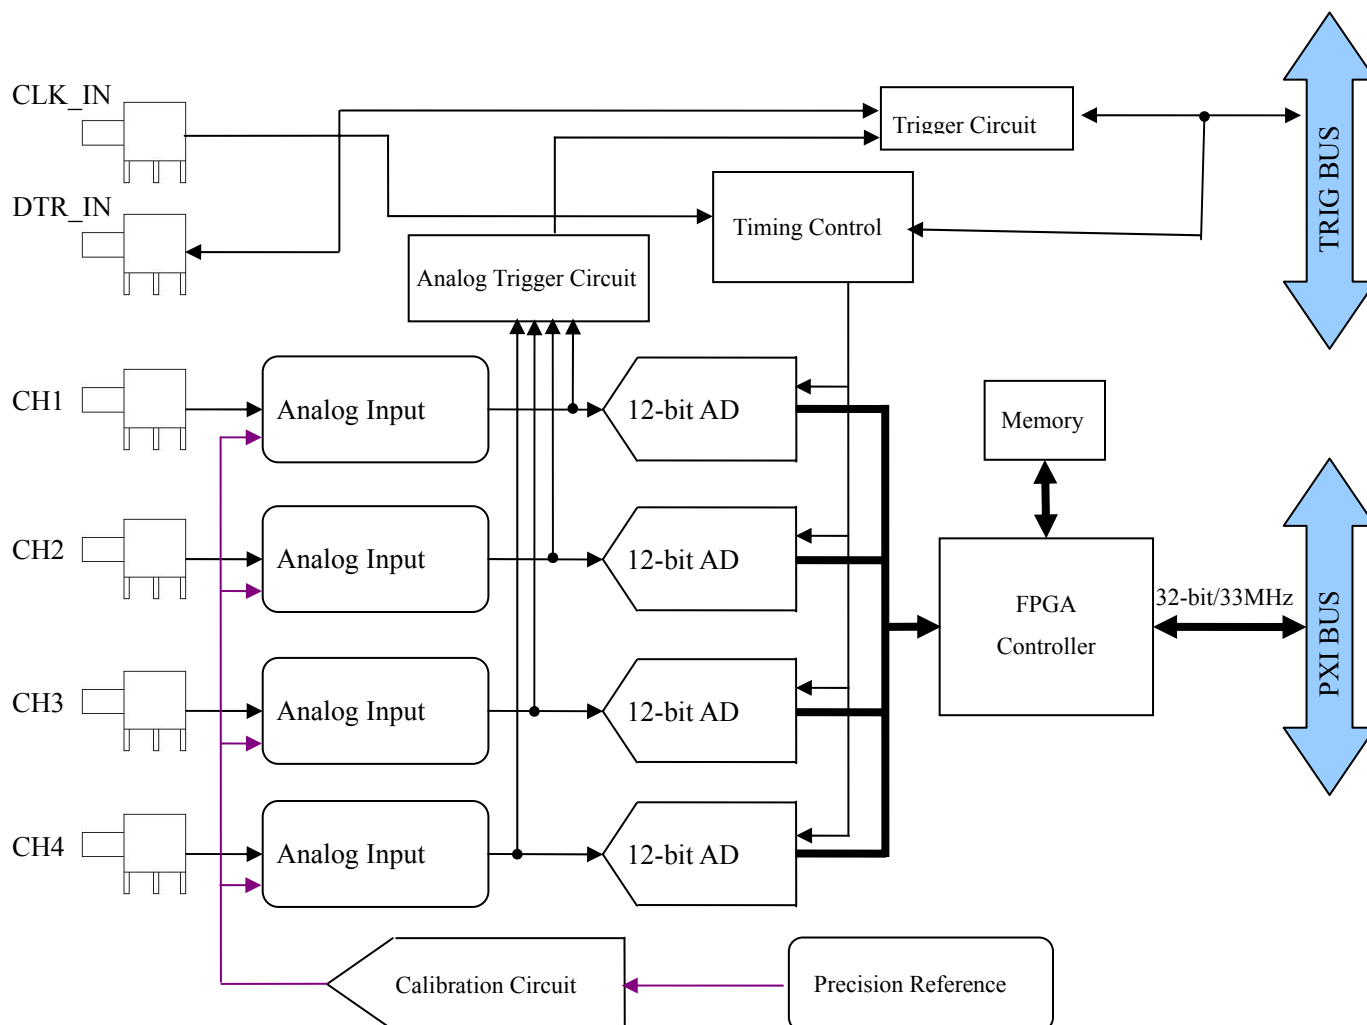 CLK_IN
Trigger Circuit
DTR_IN
Timing Control
TRIG BUS
Analog Trigger Circuit
CH1
Analog Input
12-bit AD
Memory
CH2
Analog Input
12-bit AD
FPGA
Controller
32-bit/33MHz
PXI BUS
CH3
Analog Input
12-bit AD
CH4
Analog Input
12-bit AD
Calibration Circuit
Precision Reference